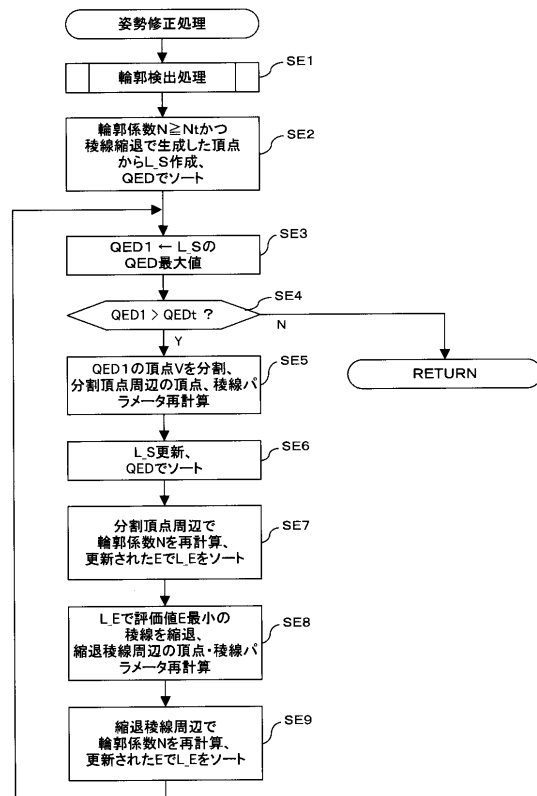 姿勢修正処理
輪郭検出処理
SE1
輪郭係数N≧Ntかつ
稜線縮退で生成した頂点
からL_S作成、
QEDでソート
SE2
QED1 ← L_Sの
QED最大値
SE3
QED1 > QEDt ?
SE4
N
Y
RETURN
QED1の頂点Vを分割、
分割頂点周辺の頂点、稜線パ
ラメータ再計算
SE5
L_S更新、
QEDでソート
SE6
分割頂点周辺で
輪郭係数Nを再計算、
更新されたEでL_Eをソート
SE7
L_Eで評価値E最小の
稜線を縮退、
縮退稜線周辺の頂点・稜線パ
ラメータ再計算
SE8
縮退稜線周辺で
輪郭係数Nを再計算、
更新されたEでL_Eをソート
SE9